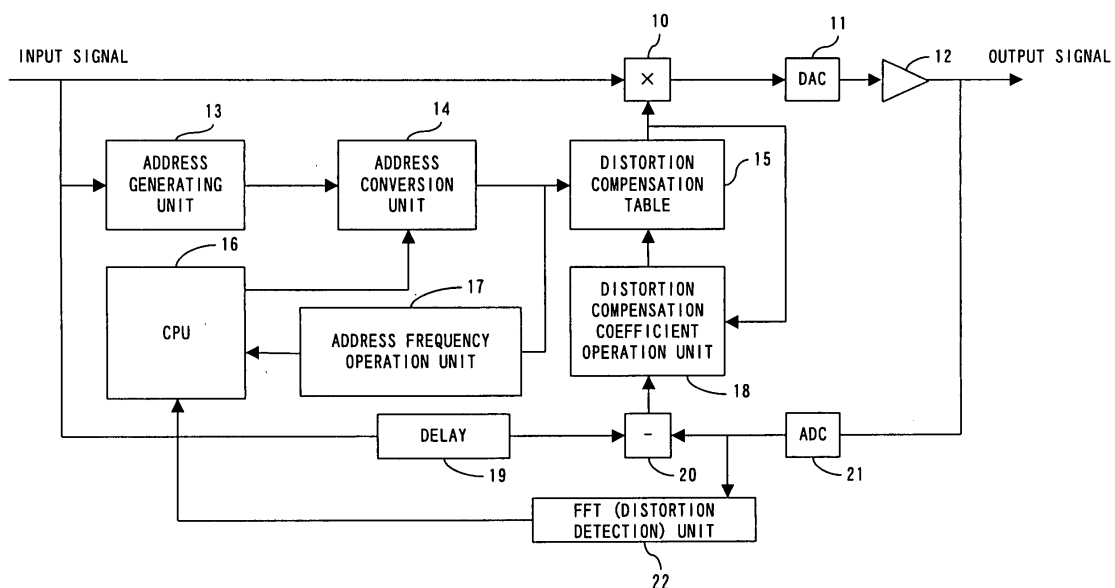 10
11
12
INPUT SIGNAL
OUTPUT SIGNAL
×
DAC
13
14
ADDRESS
GENERATING
UNIT
ADDRESS
CONVERSION
UNIT
DISTORTION
COMPENSATION
TABLE
15
16
17
CPU
ADDRESS FREQUENCY
OPERATION UNIT
DISTORTION
COMPENSATION
COEFFICIENT
OPERATION UNIT
18
DELAY
19
-
20
ADC
21
FFT (DISTORTION
DETECTION) UNIT
22